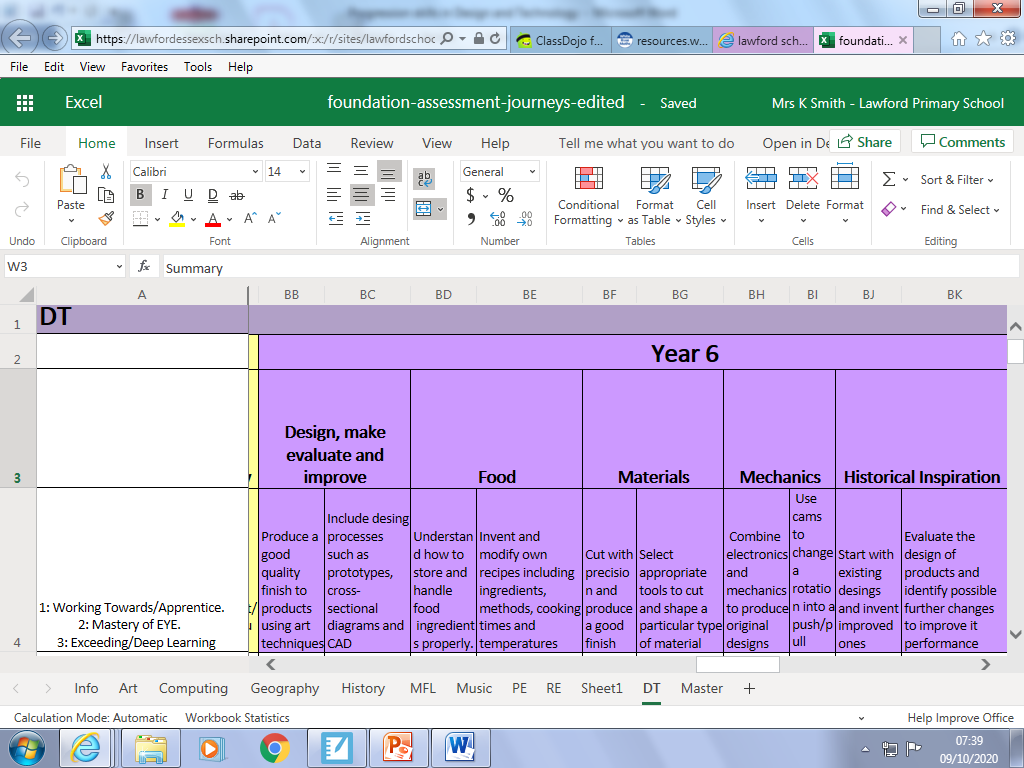 https://lawfordessexsch.sharepoint.com/:x:/r/sites/lawfordschoc
ClassDojo f...
resources.w...
lawford sch...
foundati...
File Edit View Favorites Tools Help
Excel
foundation-assessment-journeys-edited - Saved
Mrs K Smith - Lawford Primary School
File Home Insert Formulas Data Review View Help Tell me what you want to do Open in De Share Comments
Calibri 14 General
Paste
Conditional Formatting
Format as Table
Cell Styles
Insert Delete Format
Sort & Filter
Find & Select
Undo Clipboard Font Alignment Number Tables Cells Editing
W3 fx Summary
A BB BC BD BE BF BG BH BI BJ BK
1 DT
2 Year 6
3
Design, make
evaluate and
improve
Food
Materials
Mechanics
Historical Inspiration
4
1: Working Towards/Apprentice.
2: Mastery of EYE.
3: Exceeding/Deep Learning
Produce a
good
quality
finish to
products
using art
techniques
Include desing
processes
such as
prototypes,
cross-
sectional
diagrams and
CAD
Understan
d how to
store and
handle
food
ingredient
s properly.
Invent and
modify own
recipes including
ingredients,
methods, cooking
times and
temperatures
Cut with
precisio
n and
produce
a good
finish
Select
appropriate
tools to cut
and shape a
particular type
of material
Combine
electronics
and
mechanics
to produce
original
designs
Use
cams
to
change
a
rotatio
n into a
push/p
ull
Start with
existing
desings
and invent
improved
ones
Evaluate the
design of
products and
identify possible
further changes
to improve it
performance
Info Art Computing Geography History MFL Music PE RE Sheet1 DT Master
Calculation Mode: Automatic Workbook Statistics
Help Improve Office
07:39
09/10/2020